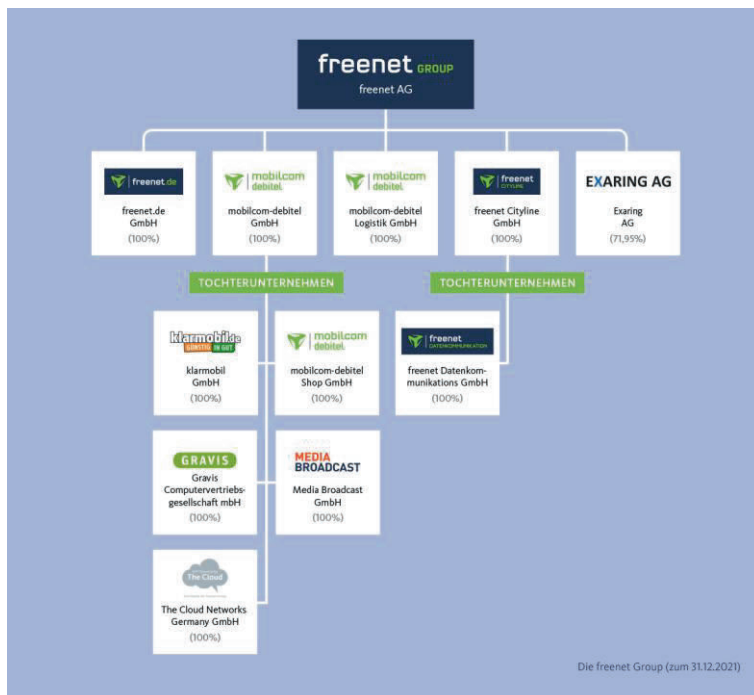 freenet GROUP
freenet AG
freenet.de
freenet.de
GmbH
(100%)
mobilcom
debitel
mobilcom-debitel
GmbH
(100%)
mobilcom
debitel
mobilcom-debitel
Logistik GmbH
(100%)
freenet
CITYLINE
freenet Cityline
GmbH
(100%)
EXARING AG
Exaring
AG
(71,95%)
TOCHTERUNTERNEHMEN
TOCHTERUNTERNEHMEN
klarmobil.de
GÜNSTIG IN GUT
klarmobil
GmbH
(100%)
mobilcom
debitel
mobilcom-debitel
Shop GmbH
(100%)
freenet
DATENKOMMUNIKATION
freenet Datenkom-
munikations GmbH
(100%)
GRAVIS
Gravis
Computervertriebs-
gesellschaft mbH
(100%)
MEDIA
BROADCAST
Media Broadcast
GmbH
(100%)
The Cloud
The Cloud Networks
Germany GmbH
(100%)
Die freenet Group (zum 31.12.2021)